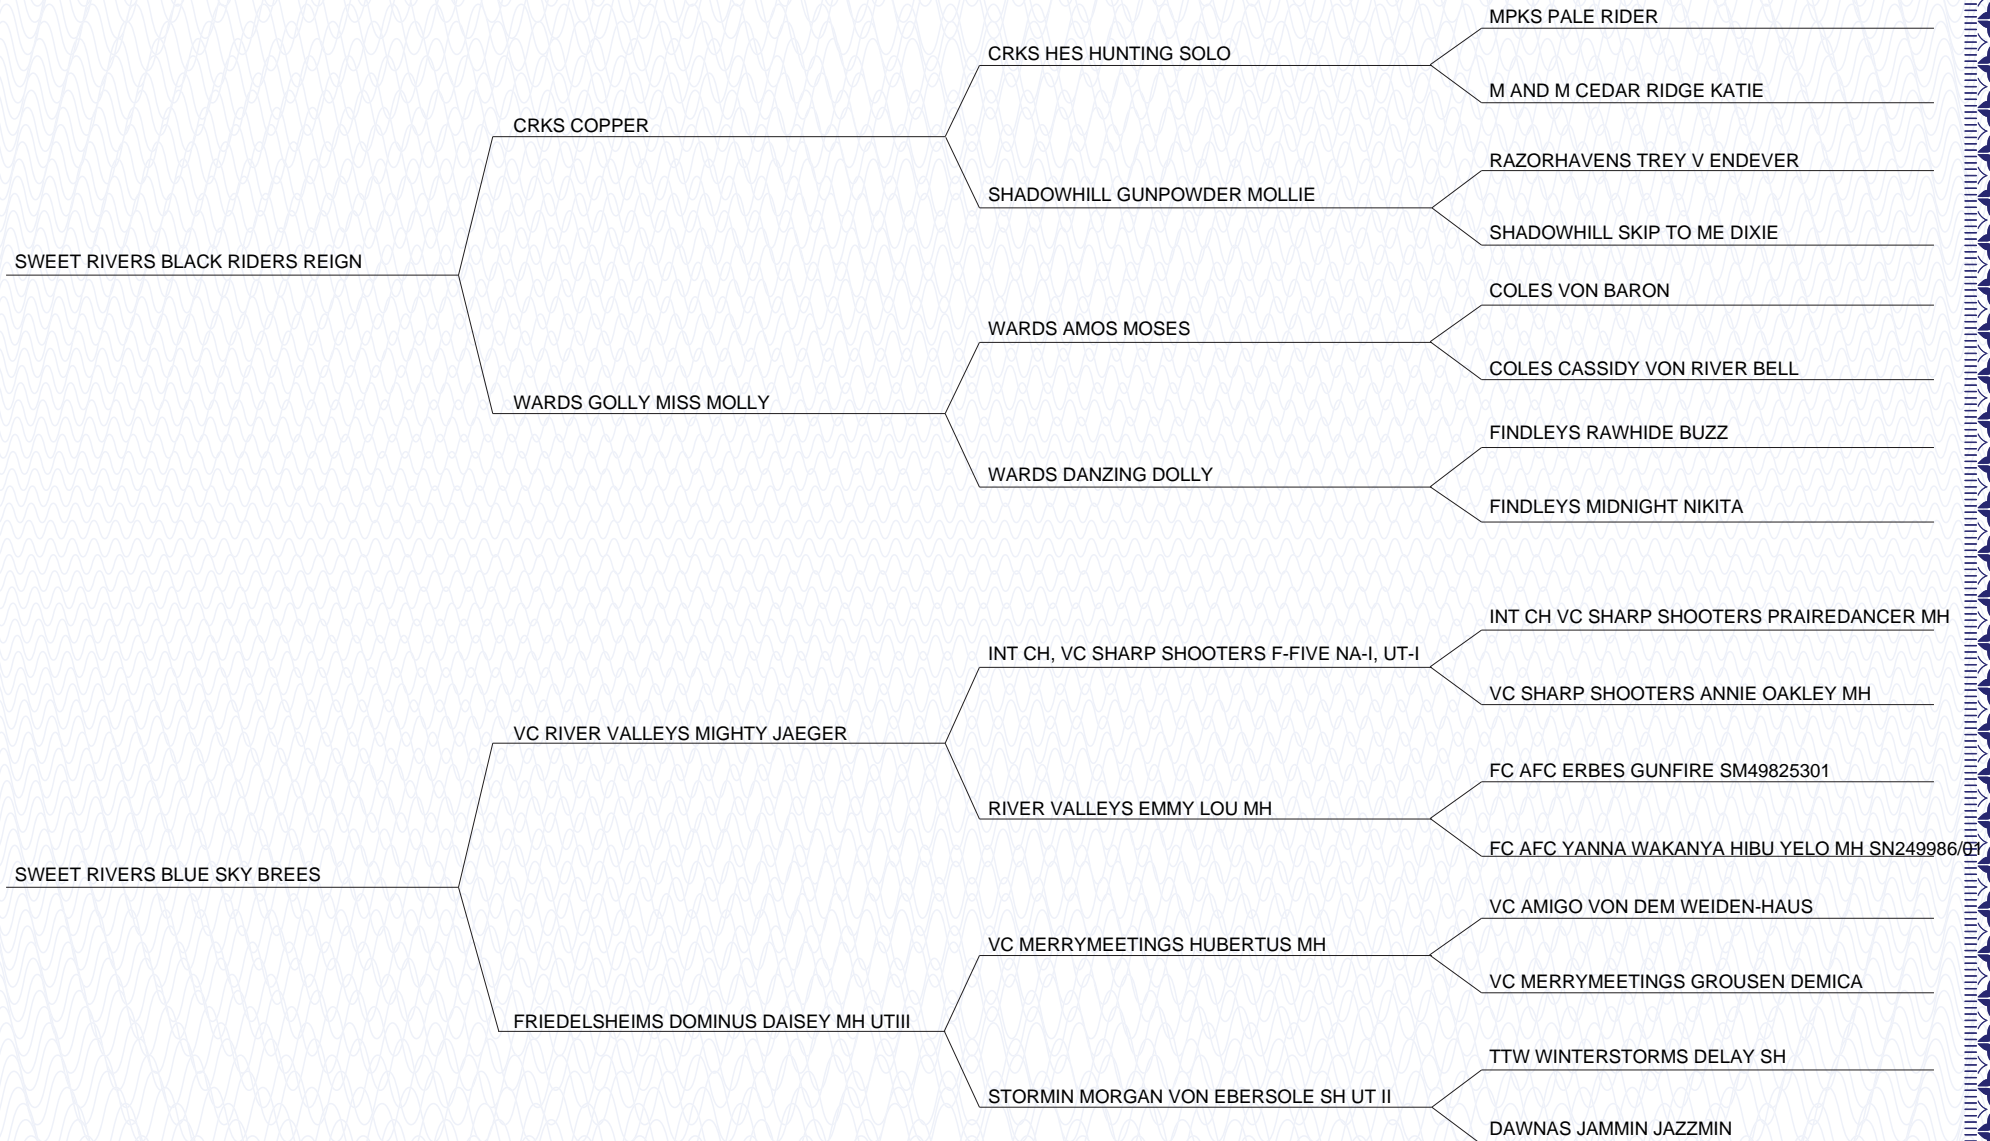 MPKS PALE RIDER
CRKS HES HUNTING SOLO
M AND M CEDAR RIDGE KATIE
CRKS COPPER
RAZORHAVENS TREY V ENDEVER
SHADOWHILL GUNPOWDER MOLLIE
SHADOWHILL SKIP TO ME DIXIE
SWEET RIVERS BLACK RIDERS REIGN
COLES VON BARON
WARDS AMOS MOSES
COLES CASSIDY VON RIVER BELL
WARDS GOLLY MISS MOLLY
FINDLEYS RAWHIDE BUZZ
WARDS DANZING DOLLY
FINDLEYS MIDNIGHT NIKITA
INT CH VC SHARP SHOOTERS PRAIREDANCER MH
INT CH, VC SHARP SHOOTERS F-FIVE NA-I, UT-I
VC SHARP SHOOTERS ANNIE OAKLEY MH
VC RIVER VALLEYS MIGHTY JAEGER
FC AFC ERBES GUNFIRE SM49825301
RIVER VALLEYS EMMY LOU MH
FC AFC YANNA WAKANYA HIBU YELO MH SN249986/01
SWEET RIVERS BLUE SKY BREES
VC AMIGO VON DEM WEIDEN-HAUS
VC MERRYMEETINGS HUBERTUS MH
VC MERRYMEETINGS GROUSEN DEMICA
FRIEDELSHEIMS DOMINUS DAISEY MH UTIII
TTW WINTERSTORMS DELAY SH
STORMIN MORGAN VON EBERSOLE SH UT II
DAWNAS JAMMIN JAZZMIN